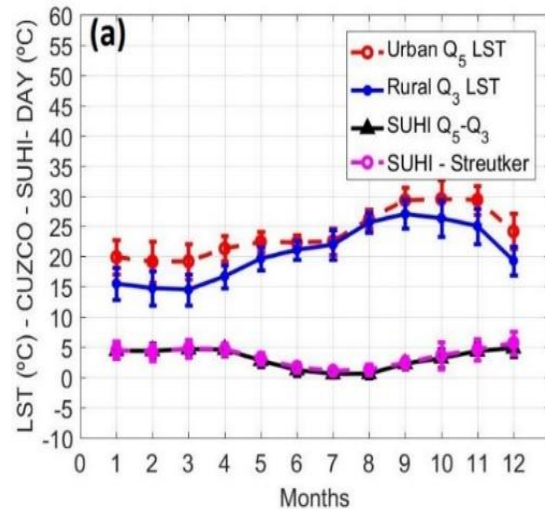 (a)
Urban Q5 LST
Rural Q3 LST
SUHI Q5-Q3
SUHI - Streutker
LST (ºC) - CUZCO - SUHI- DAY (ºC)
60
55
50
45
40
35
30
25
20
15
10
5
0
-5
-10
0 1 2 3 4 5 6 7 8 9 10 11 12
Months